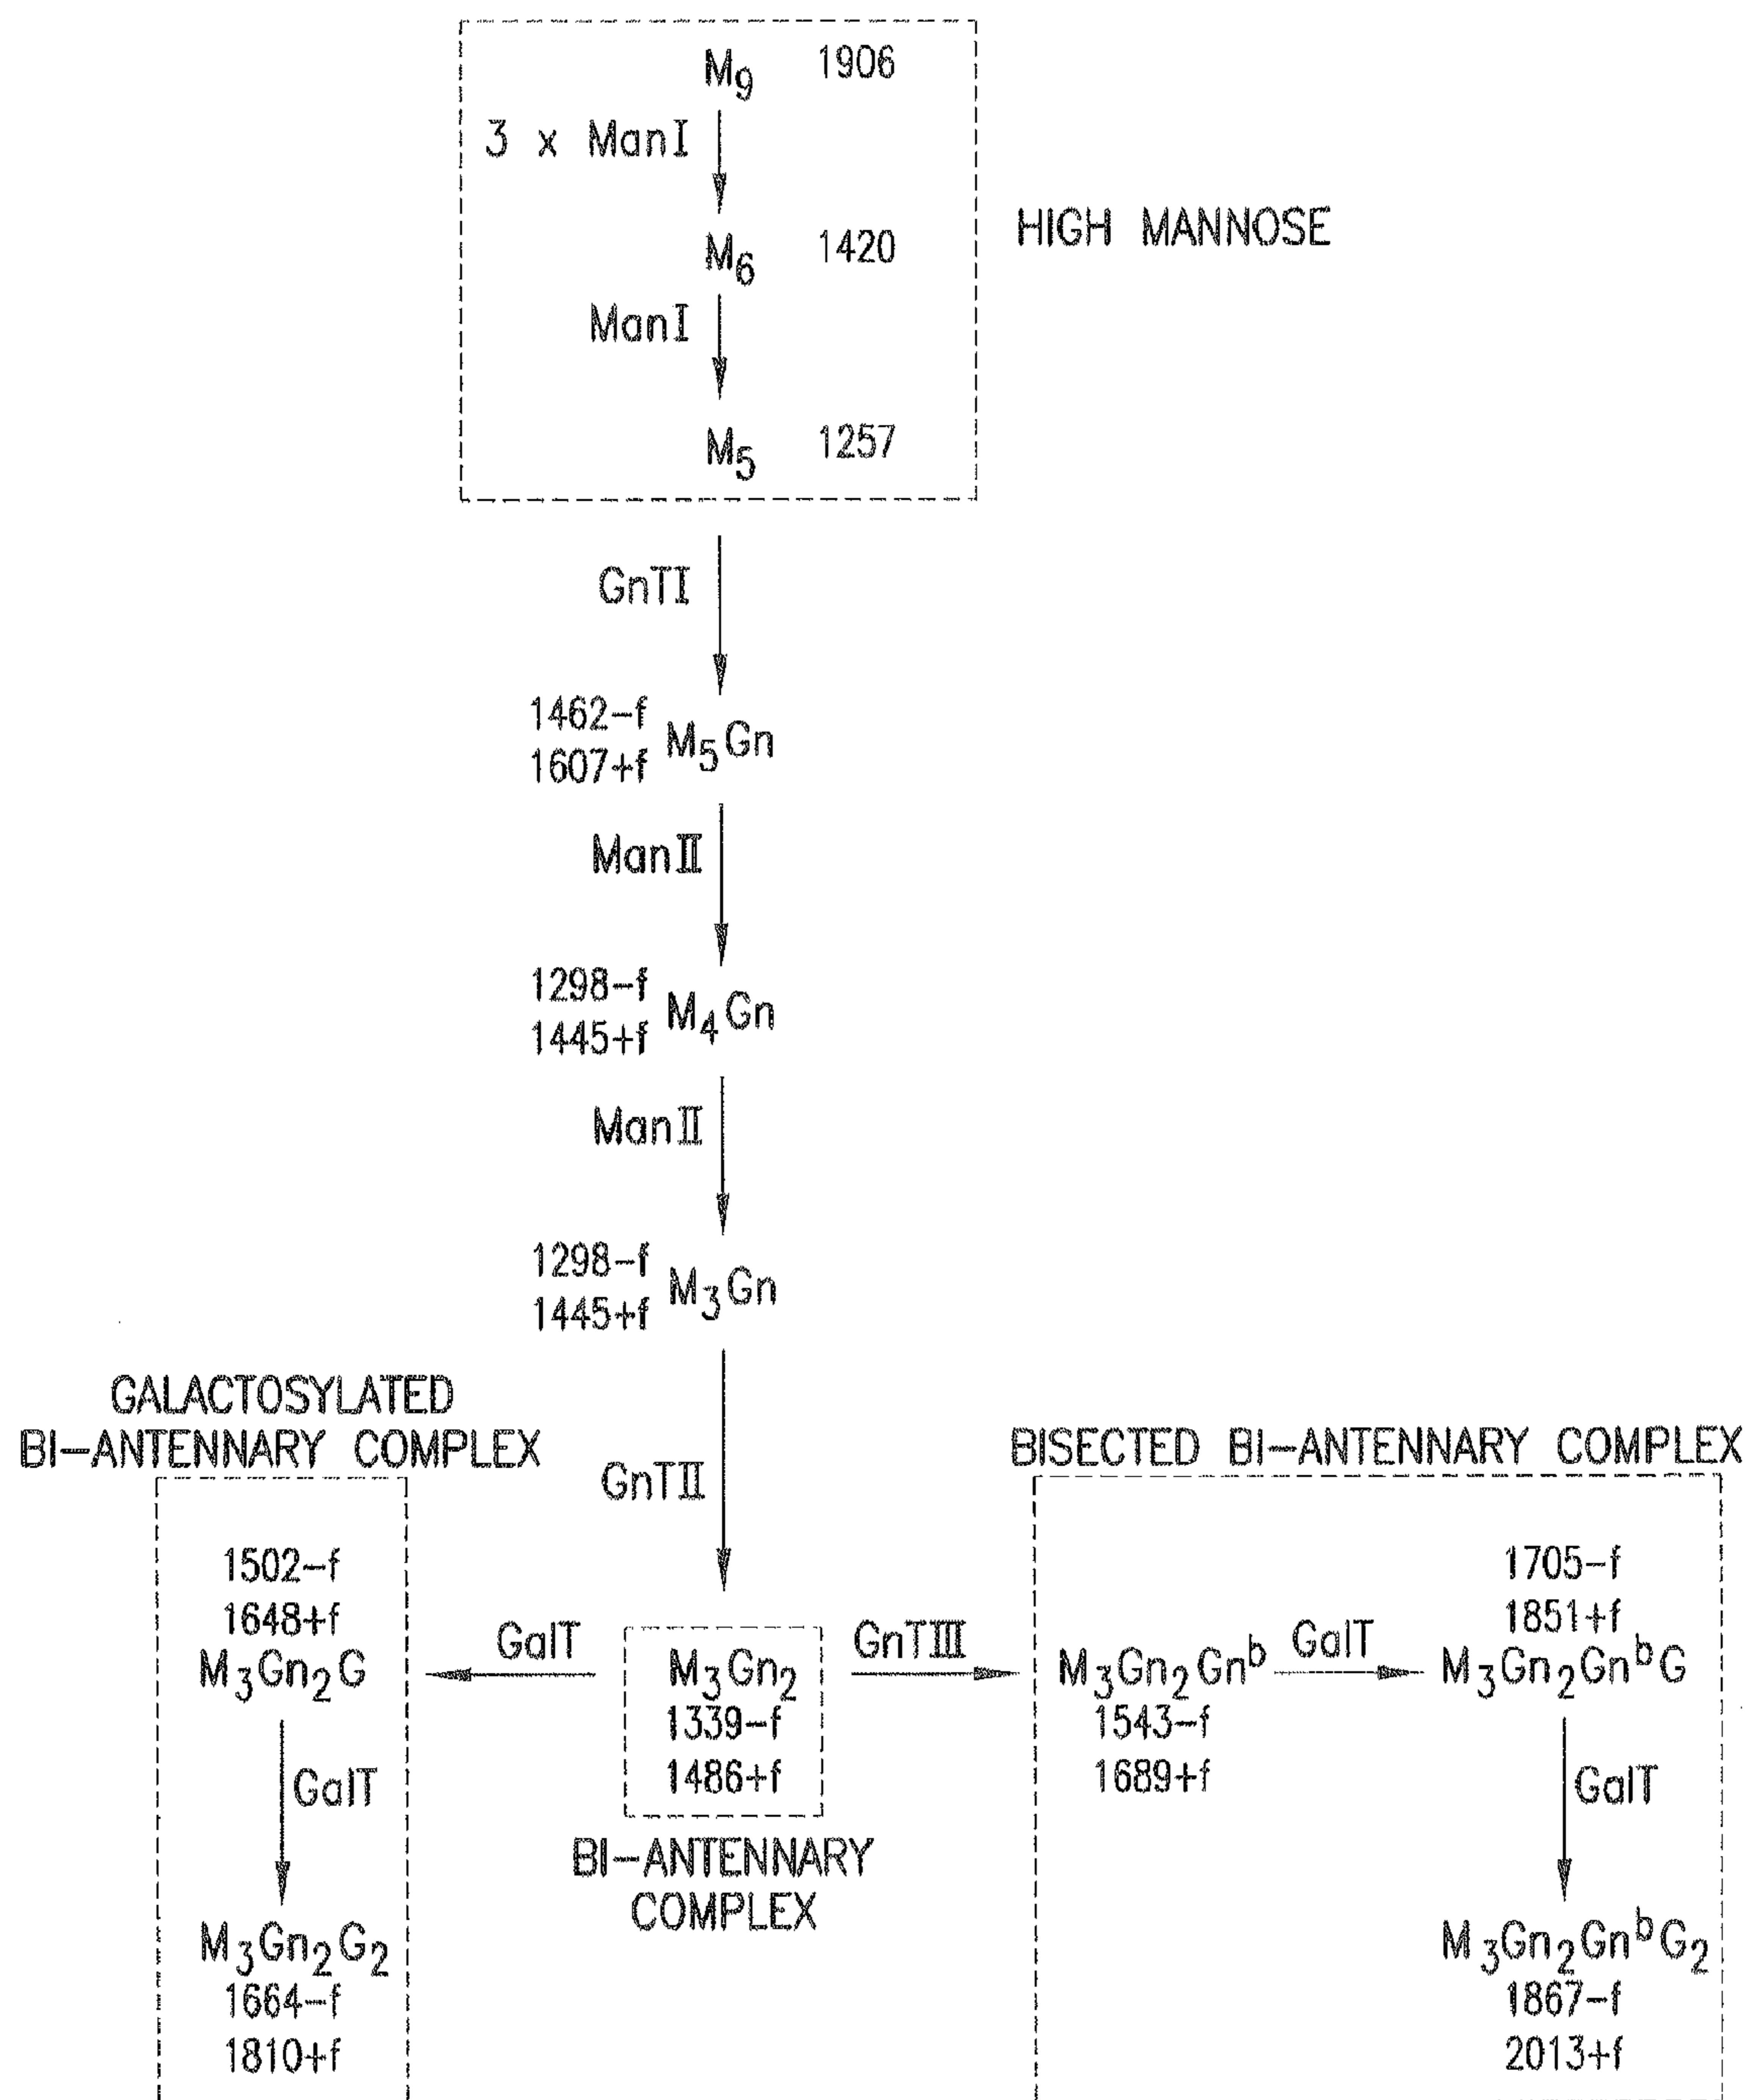 M₉ 1906
3 x ManI
M₆ 1420
HIGH MANNOSE
ManI
M₅ 1257
GnTI
1462-f
1607+f
M₅Gn
ManII
1298-f
1445+f
M₄Gn
ManII
1298-f
1445+f
M₃Gn
GnTII
GALACTOSYLATED
BI-ANTENNARY COMPLEX
1502-f
1648+f
M₃Gn₂G
GalT
M₃Gn₂G₂
1664-f
1810+f
GalT
M₃Gn₂
1339-f
1486+f
BI-ANTENNARY
COMPLEX
GnTIII
BISECTED BI-ANTENNARY COMPLEX
M₃Gn₂Gnᵇ
1543-f
1689+f
GalT
1705-f
1851+f
M₃Gn₂GnᵇG
GalT
M₃Gn₂GnᵇG₂
1867-f
2013+f